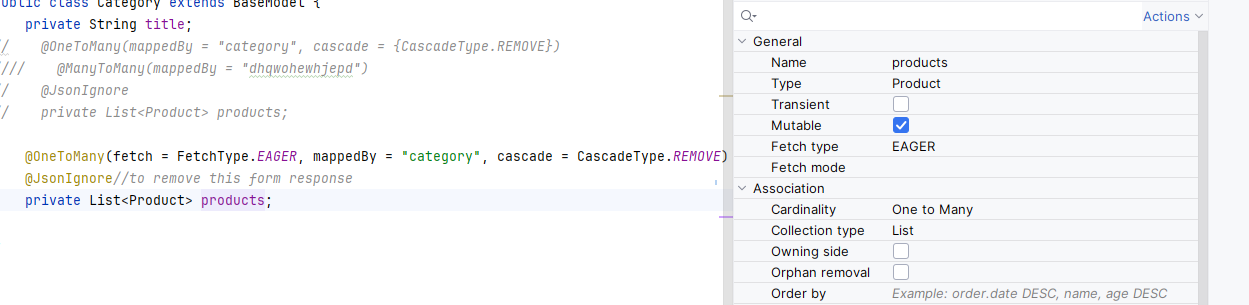 public class Category extends BaseModel {
private String title;
//    @OneToMany(mappedBy = "category", cascade = {CascadeType.REMOVE})
////    @ManyToMany(mappedBy = "dhqwohewhjepd")
//    @JsonIgnore
//    private List<Product> products;
@OneToMany(fetch = FetchType.EAGER, mappedBy = "category", cascade = CascadeType.REMOVE)
@JsonIgnore//to remove this form response
private List<Product> products;
Actions
General
Name products
Type Product
Transient
Mutable
Fetch type EAGER
Fetch mode
Association
Cardinality One to Many
Collection type List
Owning side
Orphan removal
Order by Example: order.date DESC, name, age DESC